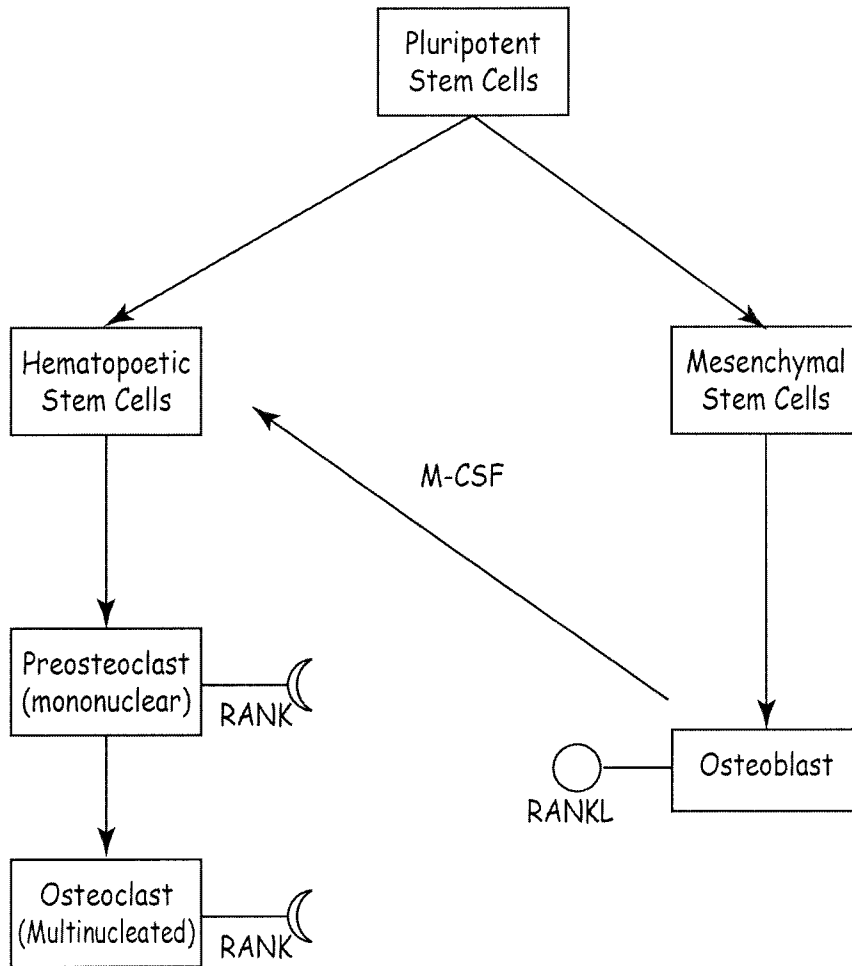 Pluripotent
Stem Cells
Hematopoetic
Stem Cells
Mesenchymal
Stem Cells
M-CSF
Preosteoclast
(mononuclear)
RANK
Osteoblast
RANKL
Osteoclast
(Multinucleated)
RANK